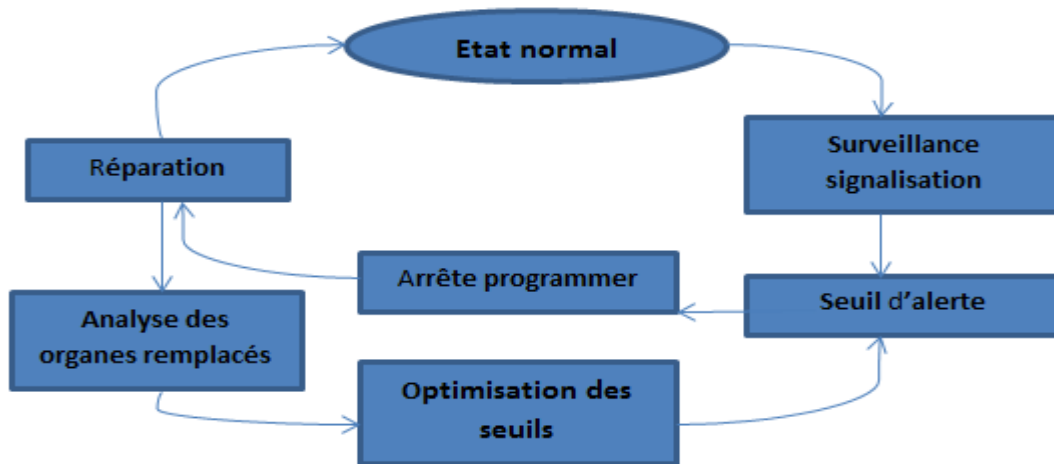 Etat normal
Réparation
Surveillance
signalisation
Arrête programmer
Seuil d'alerte
Analyse des
organes remplacés
Optimisation des
seuils